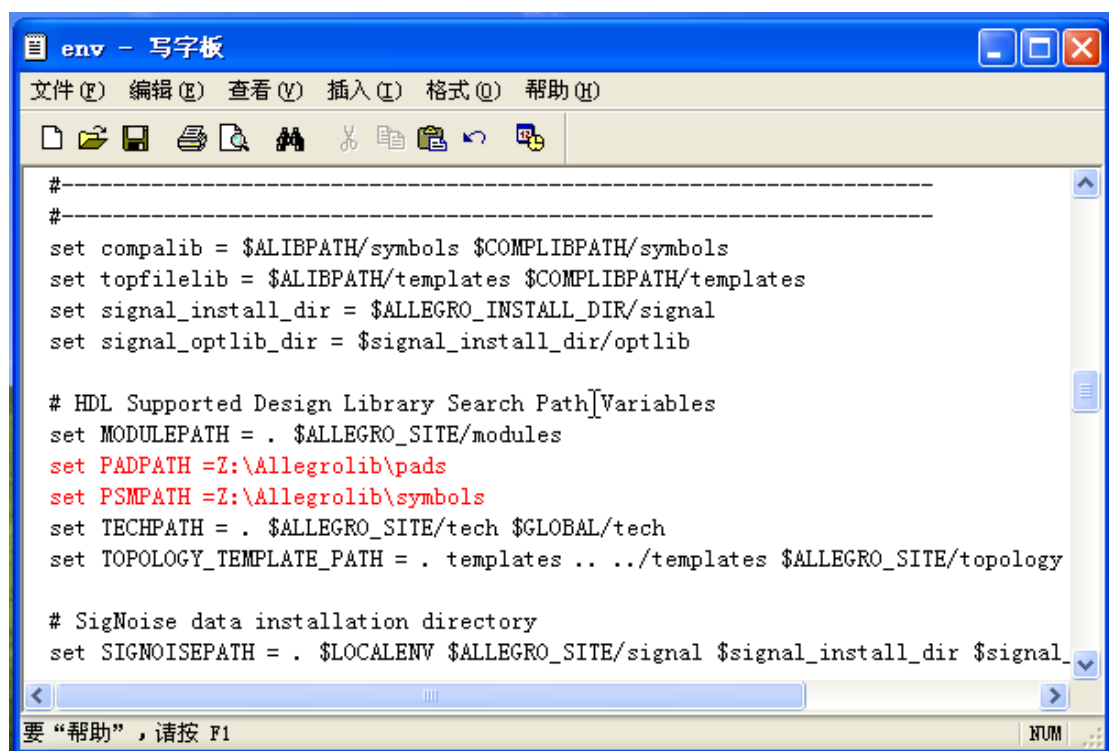 env - 写字板
文件(F) 编辑(E) 查看(V) 插入(I) 格式(O) 帮助(H)
#--------------------------------------------------------------------
#--------------------------------------------------------------------
set compalib = $ALIBPATH/symbols $COMPLIBPATH/symbols
set topfilelib = $ALIBPATH/templates $COMPLIBPATH/templates
set signal_install_dir = $ALLEGRO_INSTALL_DIR/signal
set signal_optlib_dir = $signal_install_dir/optlib
# HDL Supported Design Library Search Path Variables
set MODULEPATH = . $ALLEGRO_SITE/modules
set PADPATH =Z:\Allegrolib\pads
set PSMPATH =Z:\Allegrolib\symbols
set TECHPATH = . $ALLEGRO_SITE/tech $GLOBAL/tech
set TOPOLOGY_TEMPLATE_PATH = . templates .. ../templates $ALLEGRO_SITE/topology
# SigNoise data installation directory
set SIGNOISEPATH = . $LOCALENV $ALLEGRO_SITE/signal $signal_install_dir $signal_
要“帮助”，请按 F1 NUM